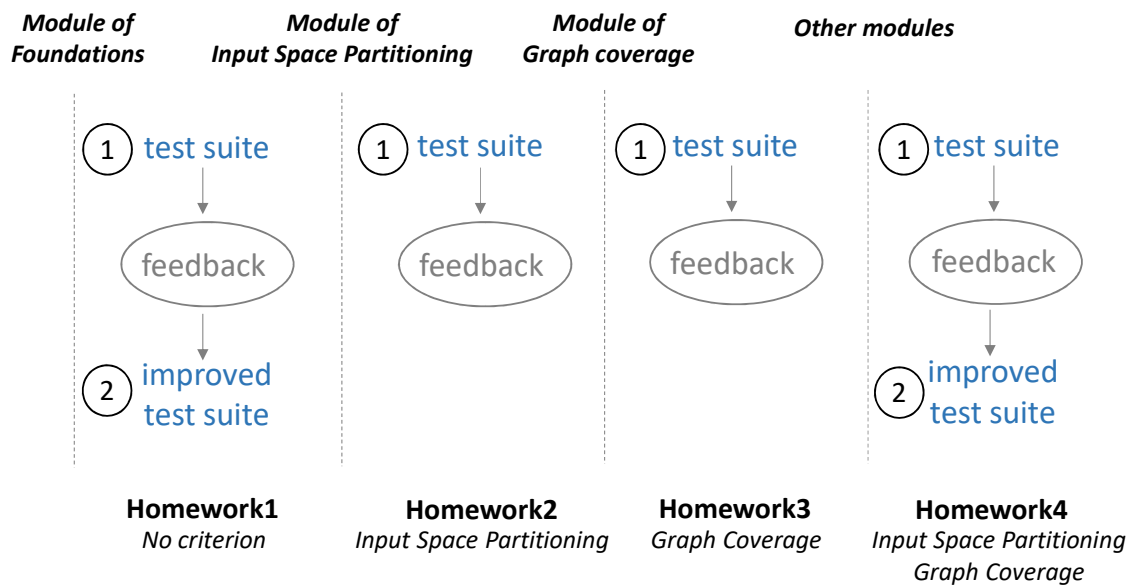 Module of
Foundations
Module of
Input Space Partitioning
Module of
Graph coverage
Other modules
1 test suite
feedback
2 improved
test suite
Homework1
No criterion
1 test suite
feedback
Homework2
Input Space Partitioning
1 test suite
feedback
Homework3
Graph Coverage
1 test suite
feedback
2 improved
test suite
Homework4
Input Space Partitioning
Graph Coverage